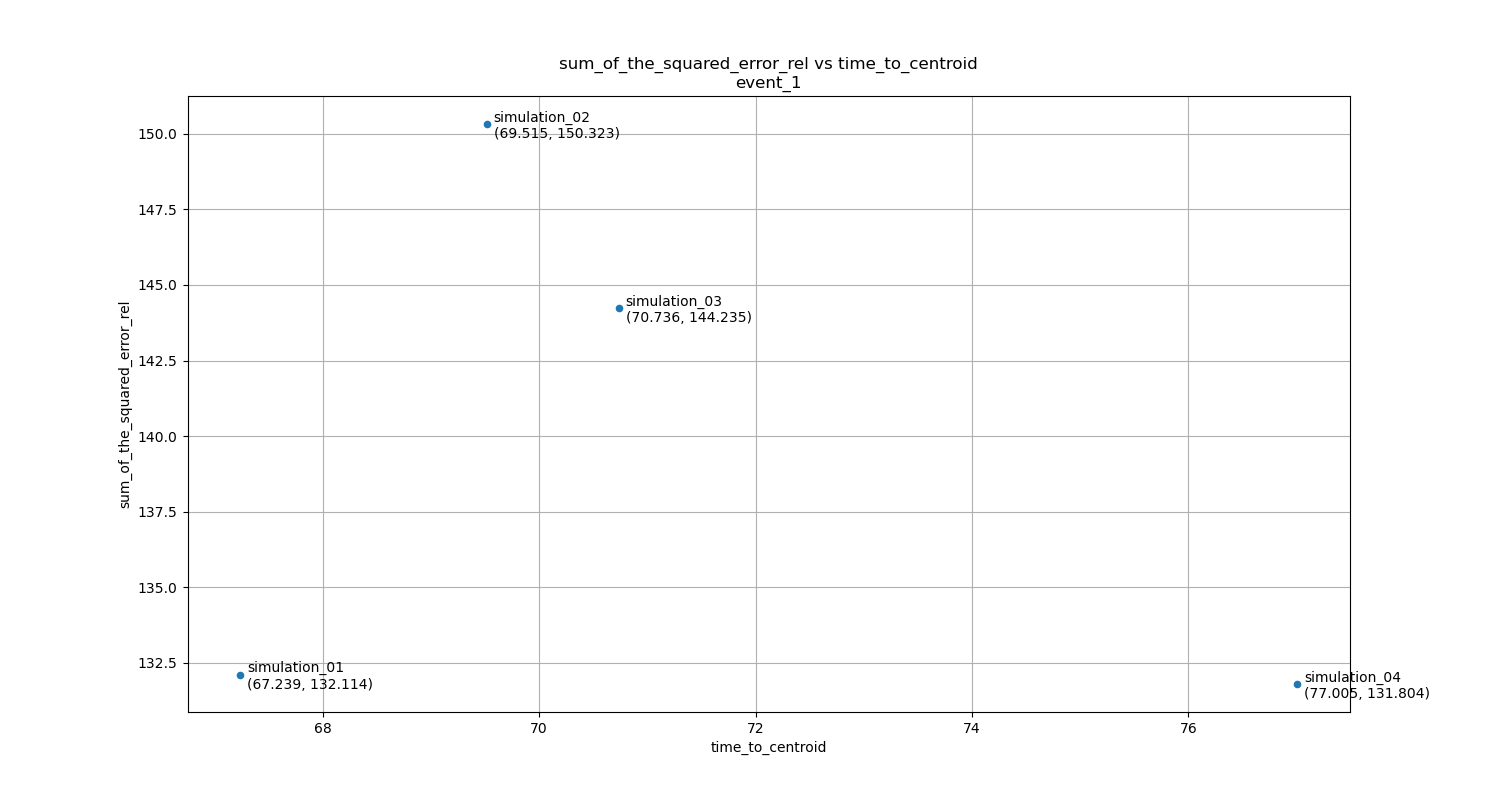 sum_of_the_squared_error_rel vs time_to_centroid
event_1
sum_of_the_squared_error_rel
150.0
147.5
145.0
142.5
140.0
137.5
135.0
132.5
simulation_02
(69.515, 150.323)
simulation_03
(70.736, 144.235)
simulation_01
(67.239, 132.114)
simulation_04
(77.005, 131.804)
68
70
72
74
76
time_to_centroid